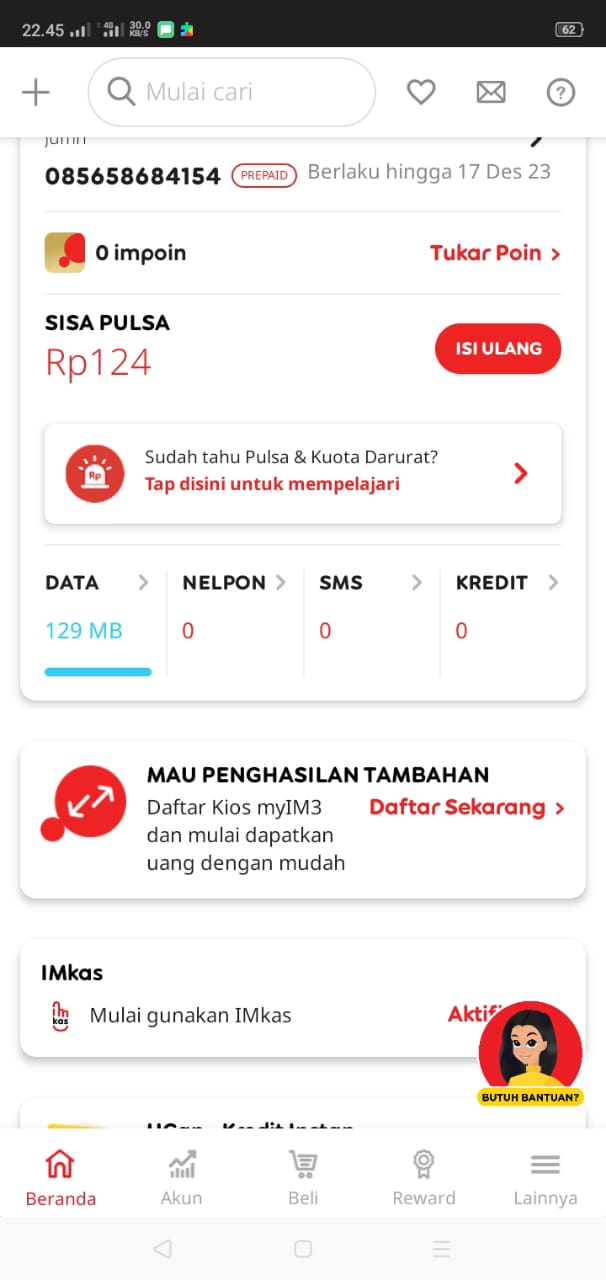 22.45 4G 30.0 KB/S 62
Mulai cari
085658684154 PREPAID Berlaku hingga 17 Des 23
0 impoin Tukar Poin >
SISA PULSA
Rp124 ISI ULANG
Sudah tahu Pulsa & Kuota Darurat?
Rp
Tap disini untuk mempelajari
DATA NELPON SMS KREDIT
129 MB 0 0 0
MAU PENGHASILAN TAMBAHAN
Daftar Kios myIM3 Daftar Sekarang >
dan mulai dapatkan
uang dengan mudah
IMkas
im kas Mulai gunakan IMkas Aktif
BUTUH BANTUAN?
Kredit Instan
Beranda Akun Beli Reward Lainnya